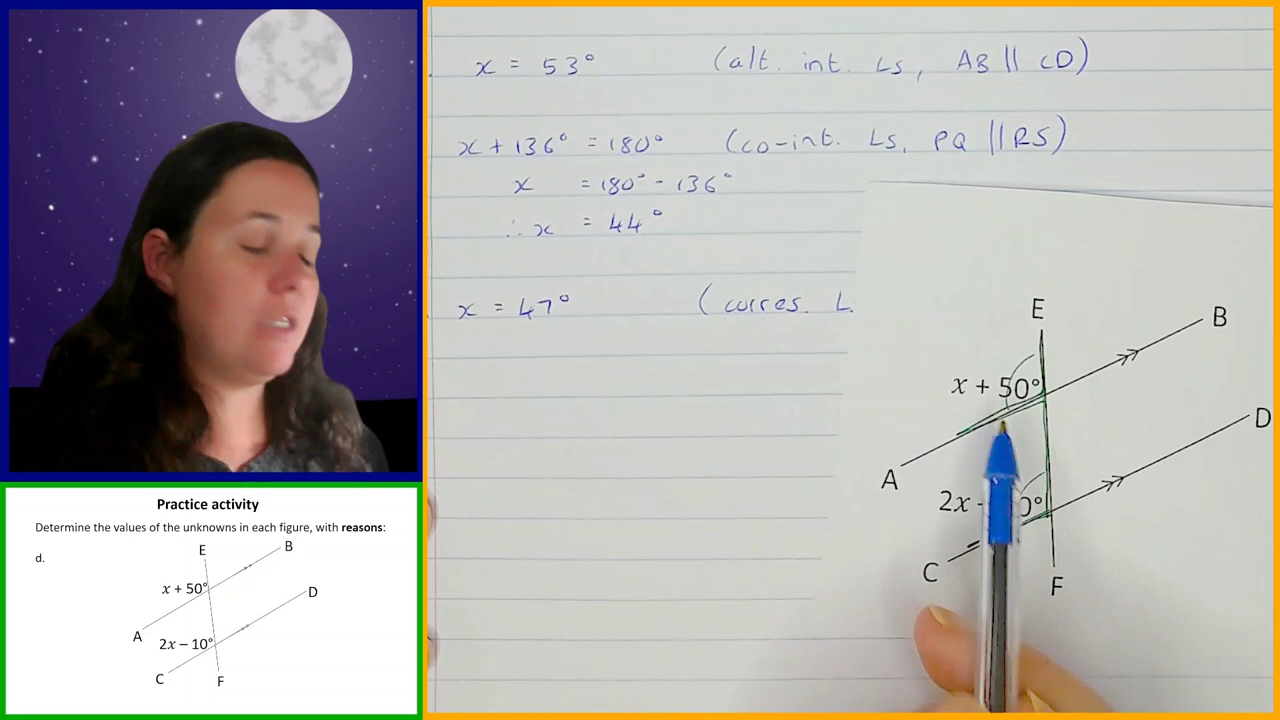 x = 53° (alt. int. ∠s, AB || CD)
x + 136° = 180° (co-int. ∠s, PQ || RS)
x = 180° - 136°
∴ x = 44°
x = 47° (corres. ∠
E
B
x + 50°
D
A
2x - 0°
C
F
Practice activity
Determine the values of the unknowns in each figure, with reasons:
d.
E
B
x + 50°
D
A
2x – 10°
C
F